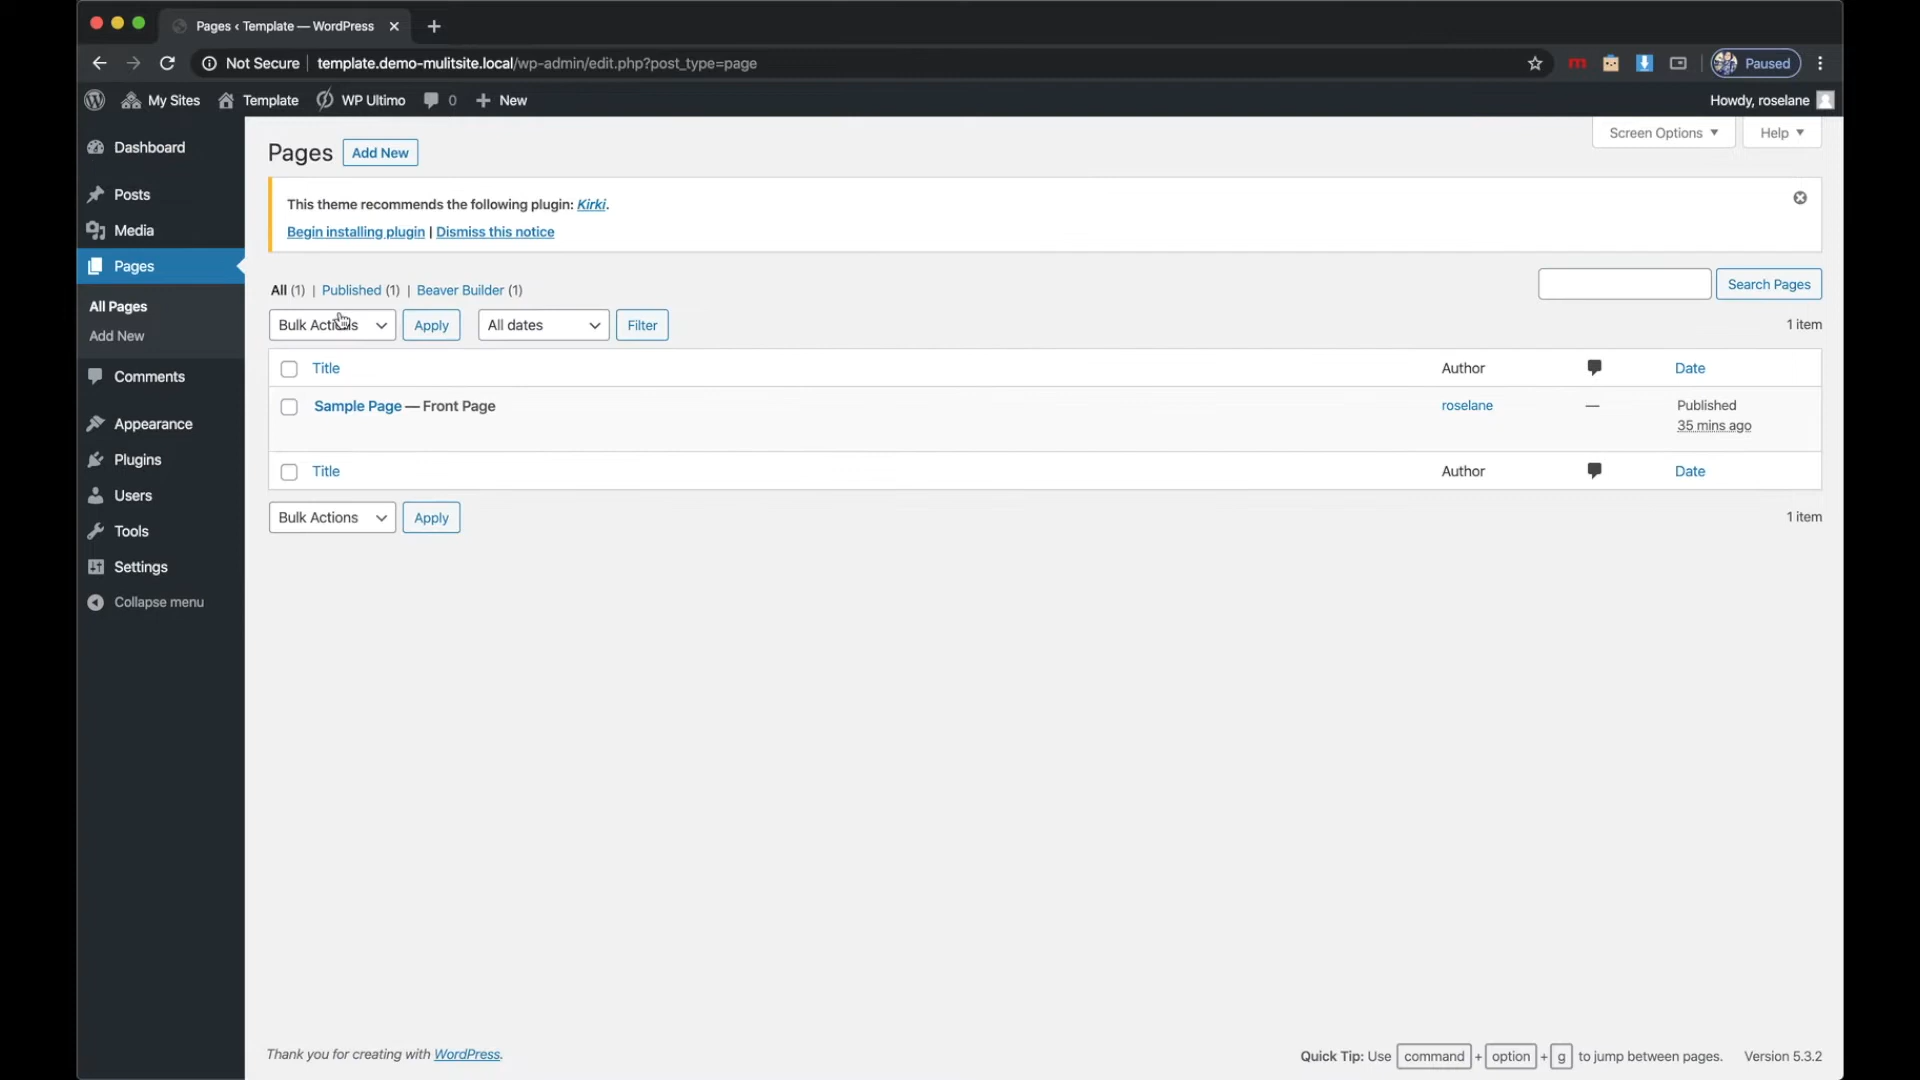 Pages ‹ Template — WordPress
Not Secure | template.demo-mulitsite.local/wp-admin/edit.php?post_type=page
Paused
My Sites Template WP Ultimo 0 New
Howdy, roselane
Dashboard
Posts
Media
Pages
All Pages
Add New
Comments
Appearance
Plugins
Users
Tools
Settings
Collapse menu
Screen Options
Help
Pages Add New
This theme recommends the following plugin: Kirki.
Begin installing plugin | Dismiss this notice
All (1) | Published (1) | Beaver Builder (1)
Search Pages
Bulk Actions Apply All dates Filter
1 item
Title Author Date
Sample Page — Front Page roselane — Published
35 mins ago
Title Author Date
Bulk Actions Apply
1 item
Thank you for creating with WordPress.
Quick Tip: Use command + option + g to jump between pages. Version 5.3.2